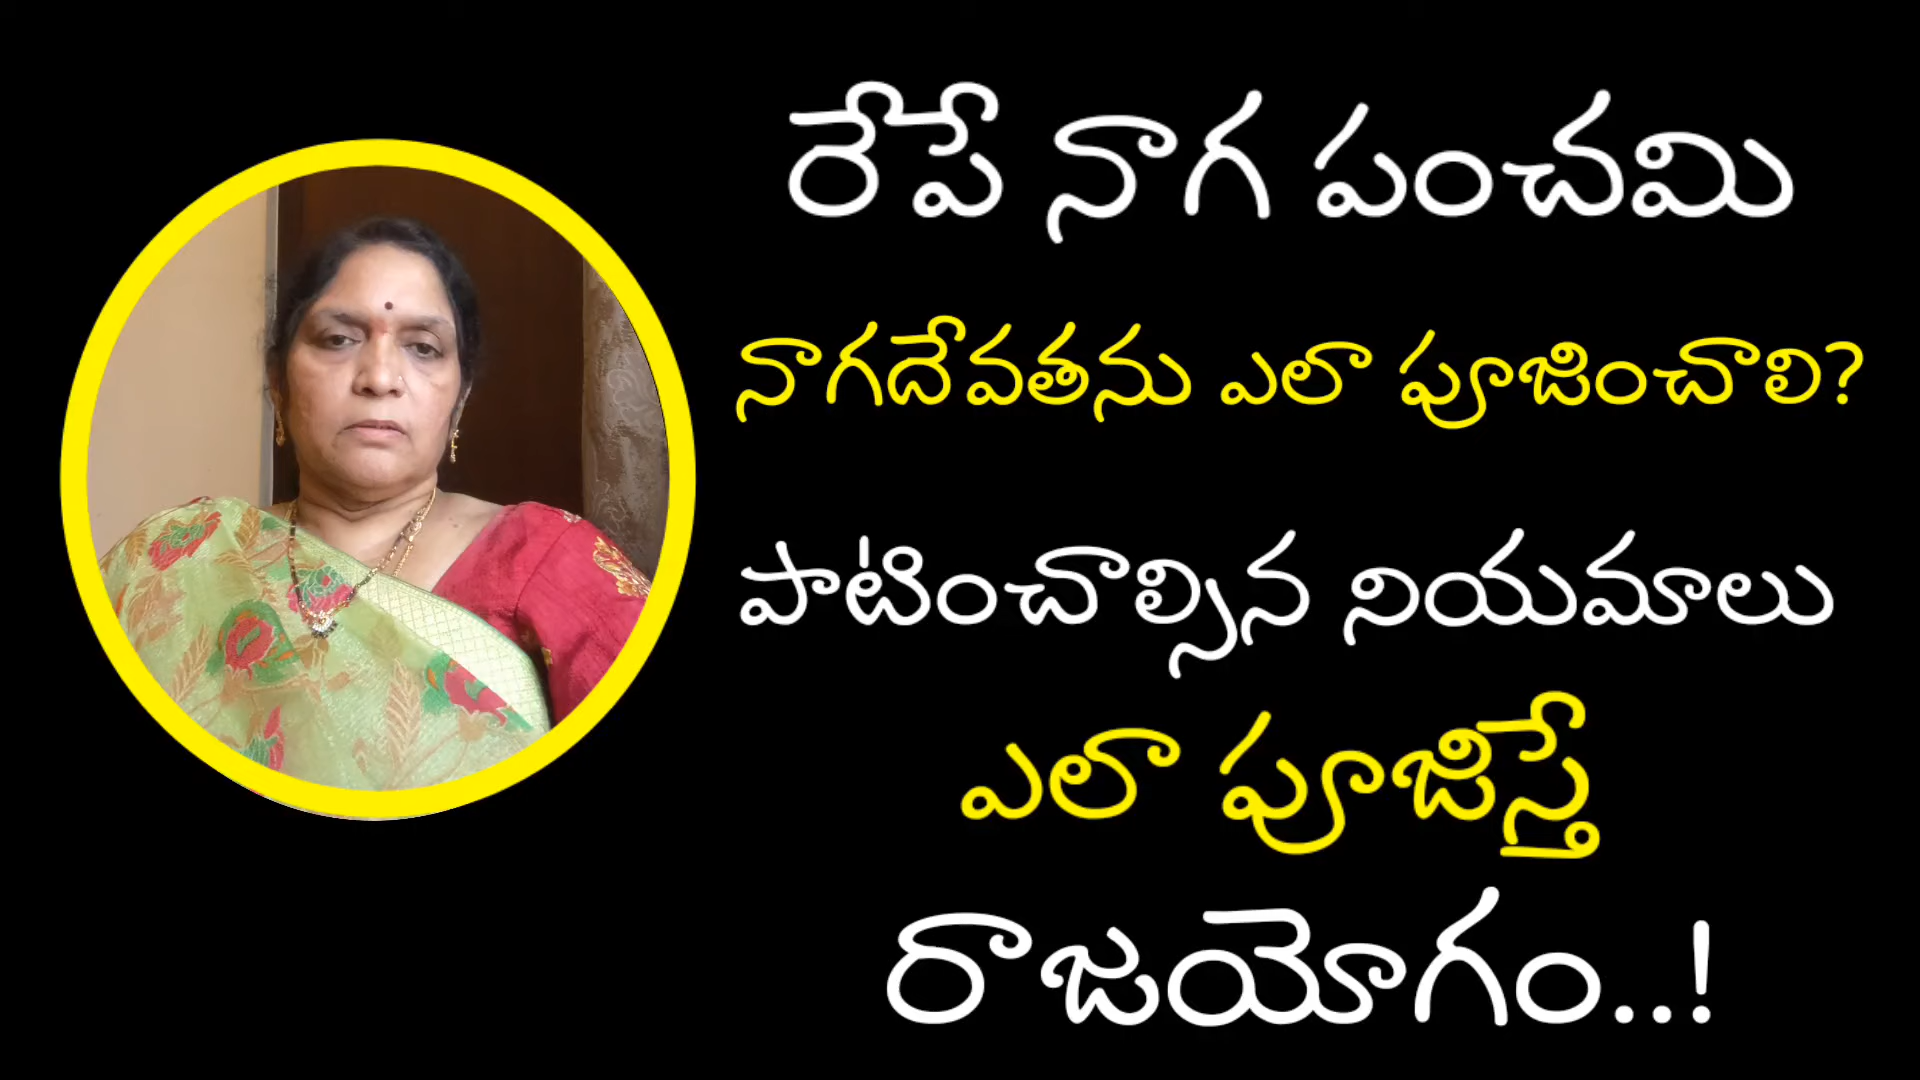 రేపే నాగ పంచమి
నాగదేవతను ఎలా పూజించాలి?
పాటించాల్సిన నియమాలు
ఎలా పూజిస్తే
రాజయోగం..!